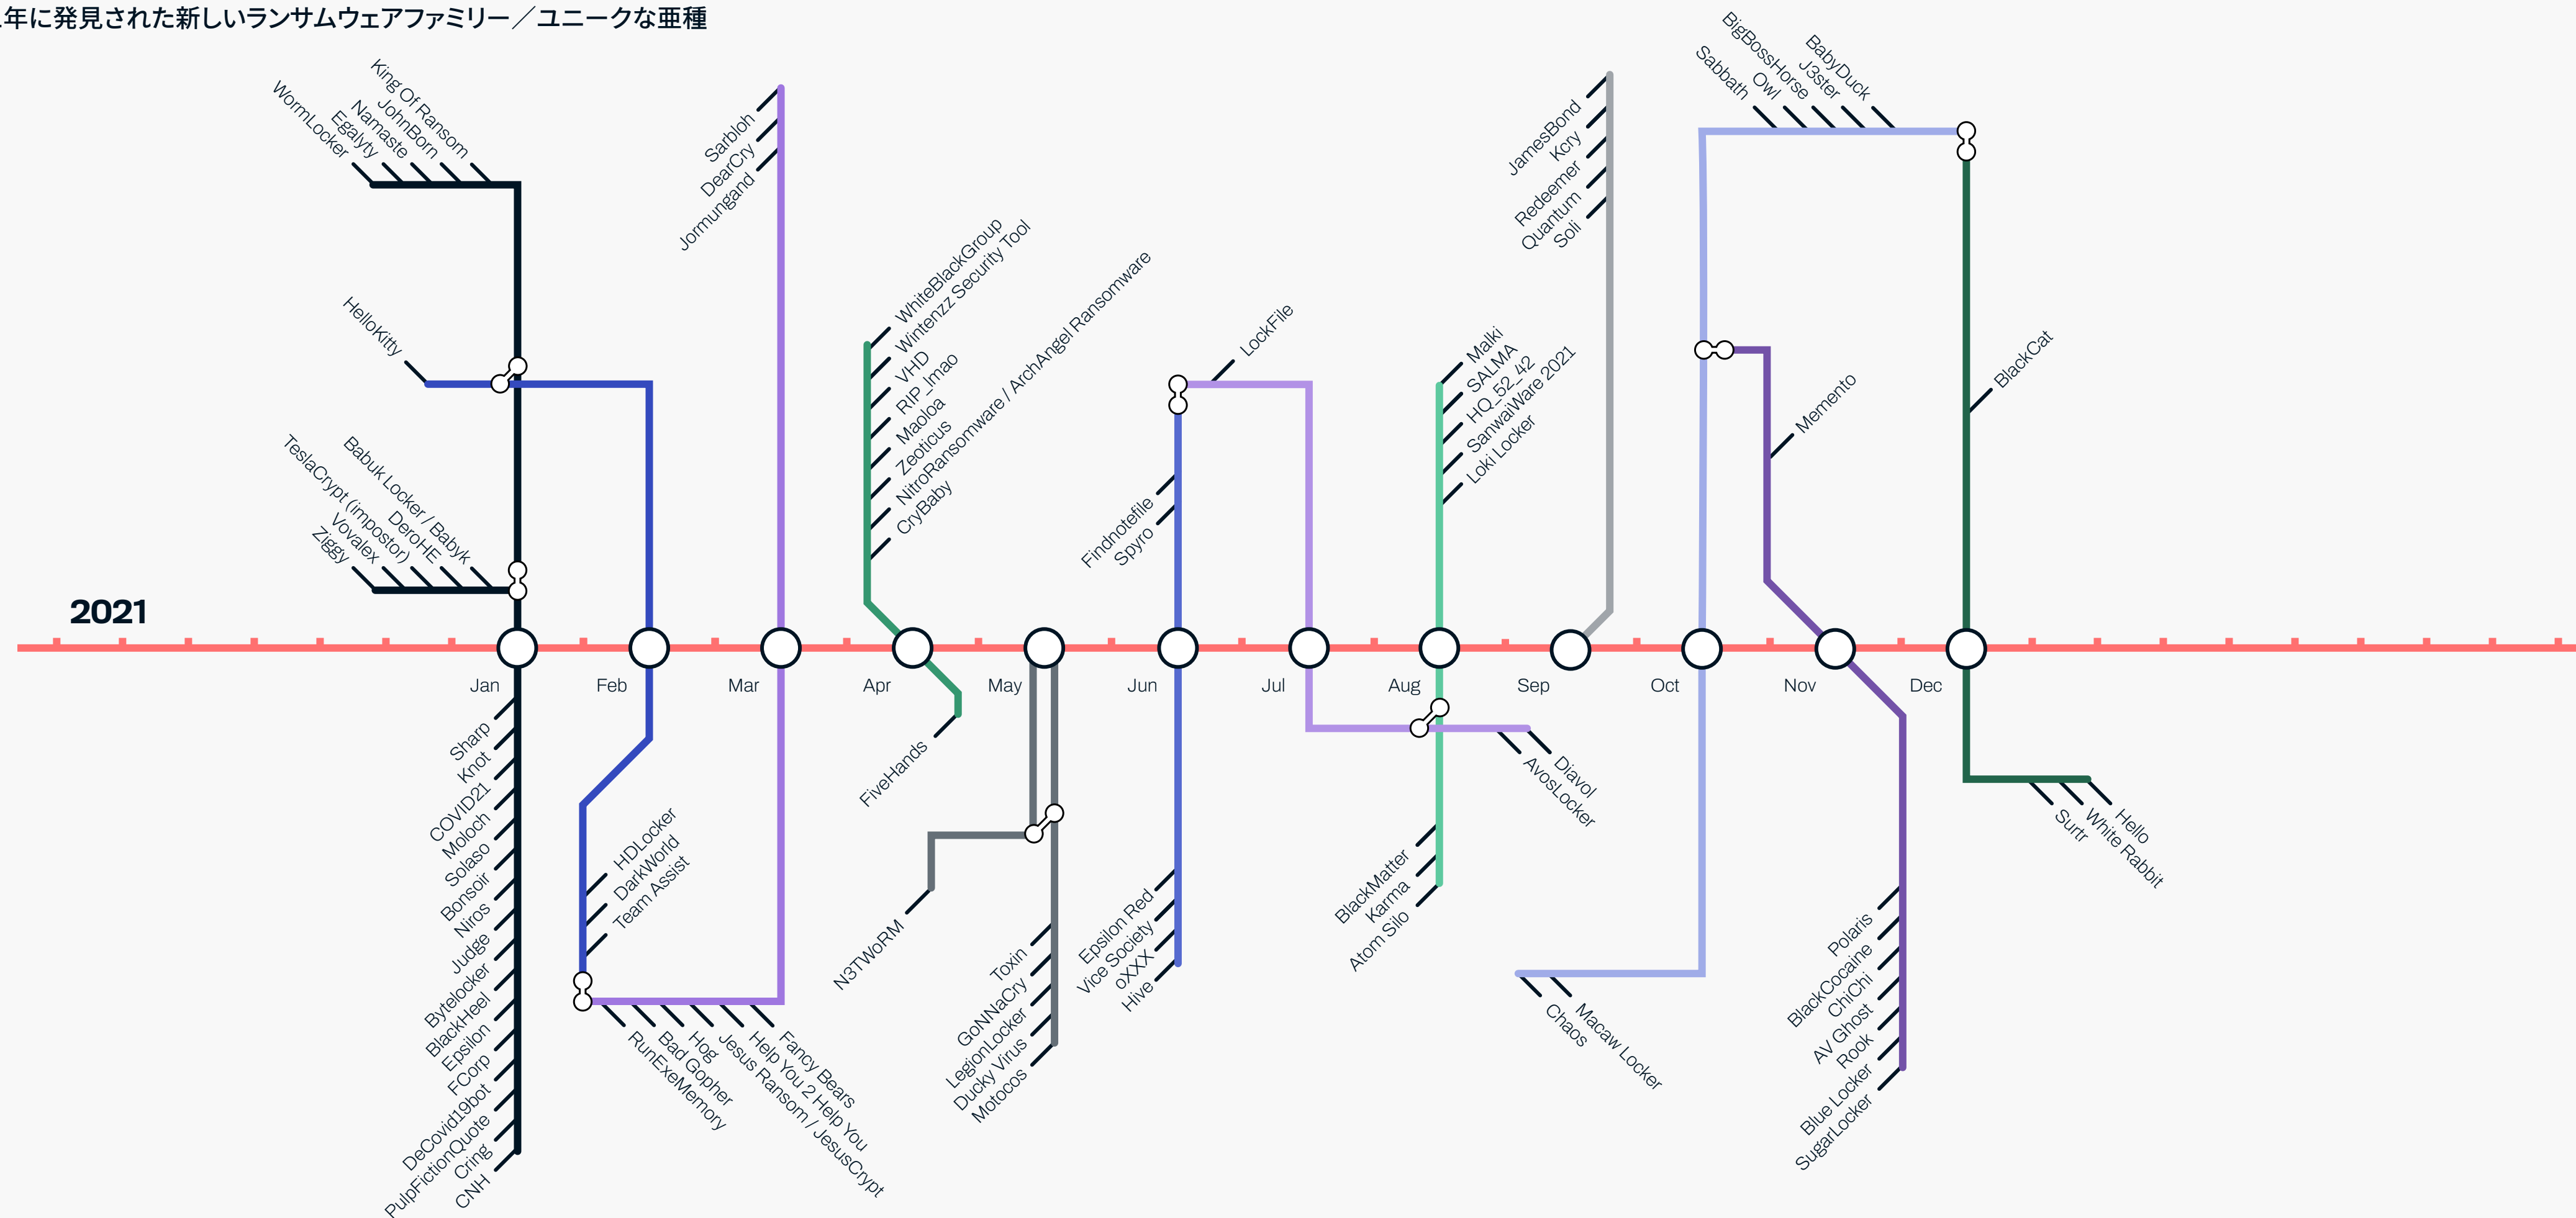 年に発見された新しいランサムウェアファミリー／ユニークな亜種
King Of Ransom
JohnBorn
Namaste
Egalyty
WormLocker
HelloKitty
Babuk Locker / Babyk
DeroHE
TeslaCrypt (impostor)
Vovalex
Ziggy
Sarbloh
DearCry
Jormungand
WhiteBlackGroup
Wintenzz Security Tool
VHD
RIP_lmao
Maoloa
Zeoticus
NitroRansomware / ArchAngel Ransomware
CryBaby
Findnotefile
Spyro
LockFile
Malki
SALMA
HQ_52_42
SanwaiWare 2021
Loki Locker
JamesBond
Kcry
Redeemer
Quantum
Soli
Sabbath
BigBossHorse
Owl
J3ster
BabyDuck
Memento
BlackCat
2021
Jan
Feb
Mar
Apr
May
Jun
Jul
Aug
Sep
Oct
Nov
Dec
Sharp
Knot
COVID21
Moloch
Solaso
Bonsoir
Niros
Judge
Bytelocker
BlackHeel
Epsilon
FCorp
DeCovid19bot
PulpFictionQuote
Cring
CNH
HDLocker
DarkWorld
Team Assist
RunExeMemory
Bad Gopher
Hog
Jesus Ransom / JesusCrypt
Help You 2 Help You
Fancy Bears
FiveHands
N3TWoRM
Toxin
GoNNaCry
LegionLocker
Ducky Virus
Motocos
Epsilon Red
Vice Society
oXXX
Hive
Diavol
AvosLocker
BlackMatter
Karma
Atom Silo
Chaos
Macaw Locker
Polaris
BlackCocaine
ChiChi
AV Ghost
Rook
Blue Locker
SugarLocker
Hello
White Rabbit
Surtr